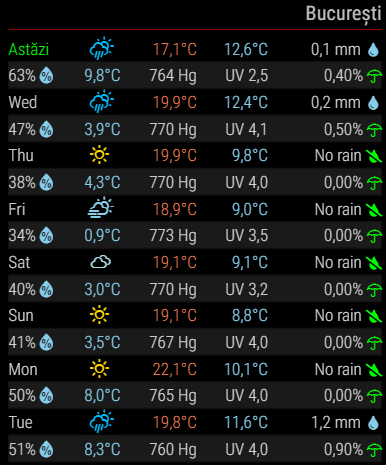 București
Astăzi 17,1°C 12,6°C 0,1 mm
63% 9,8°C 764 Hg UV 2,5 0,40%
Wed 19,9°C 12,4°C 0,2 mm
47% 3,9°C 770 Hg UV 4,1 0,50%
Thu 19,9°C 9,8°C No rain
38% 4,3°C 770 Hg UV 4,0 0,00%
Fri 18,9°C 9,0°C No rain
34% 0,9°C 773 Hg UV 3,5 0,00%
Sat 19,1°C 9,1°C No rain
40% 3,0°C 770 Hg UV 3,2 0,00%
Sun 19,1°C 8,8°C No rain
41% 3,5°C 767 Hg UV 4,0 0,00%
Mon 22,1°C 10,1°C No rain
50% 8,0°C 765 Hg UV 4,0 0,00%
Tue 19,8°C 11,6°C 1,2 mm
51% 8,3°C 760 Hg UV 4,0 0,90%